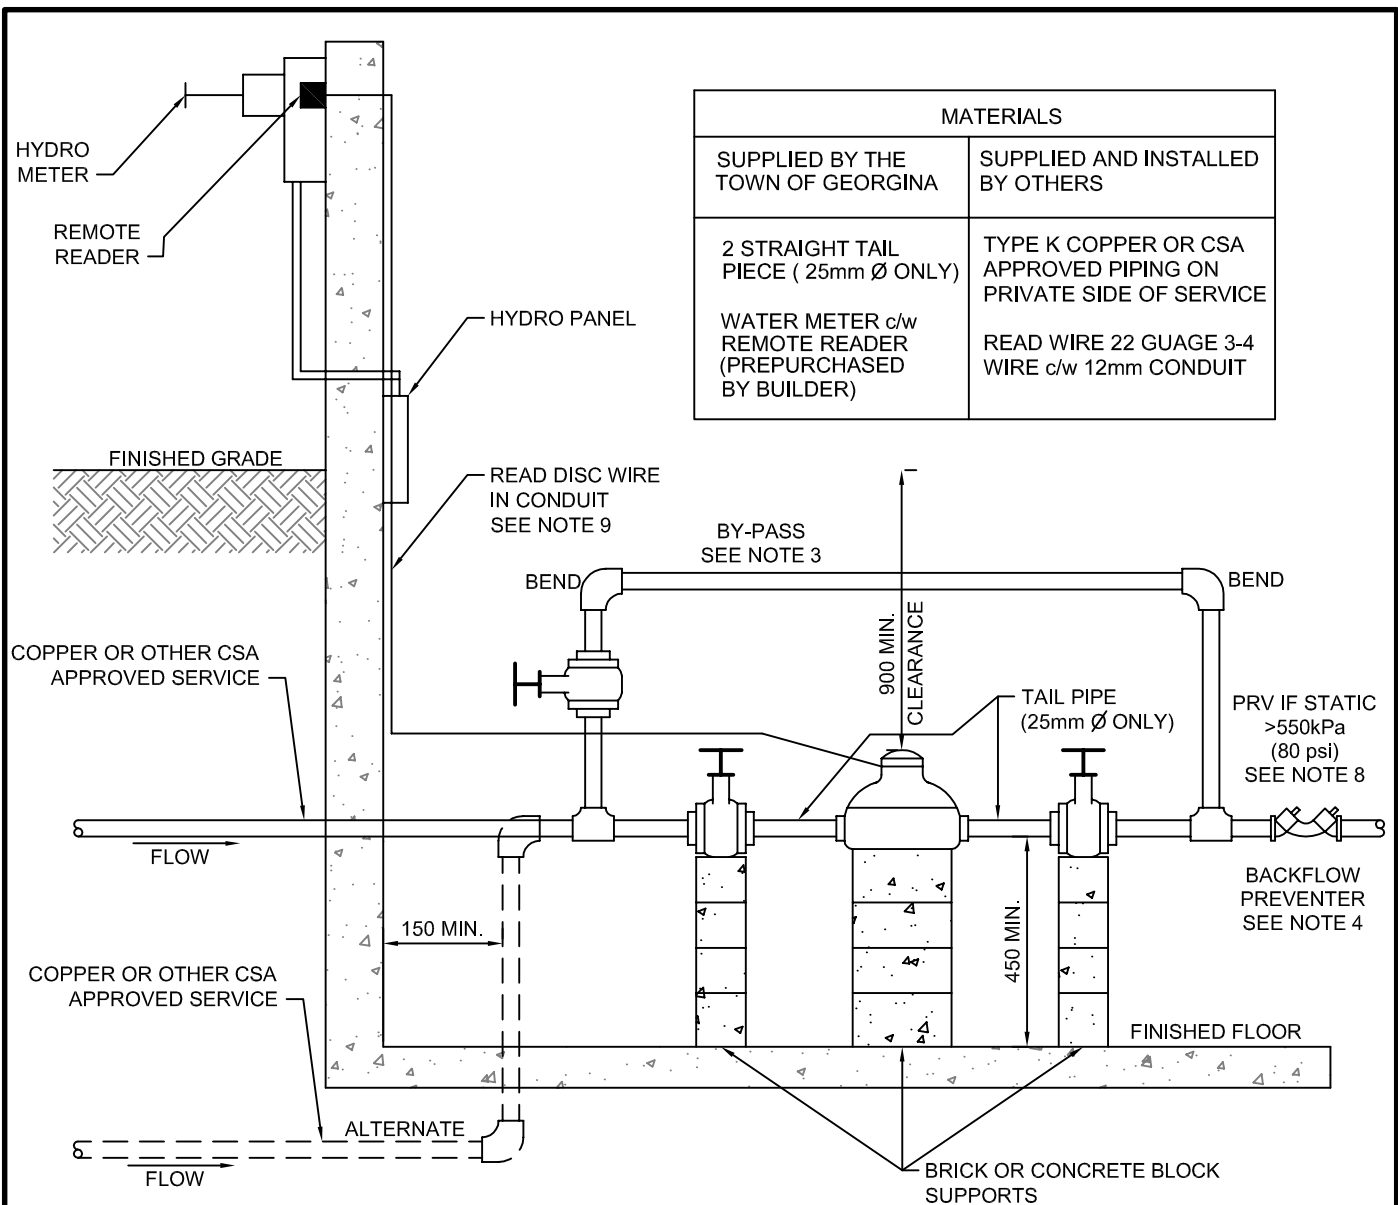 HYDRO
METER
REMOTE
READER
MATERIALS
SUPPLIED BY THE
TOWN OF GEORGINA
SUPPLIED AND INSTALLED
BY OTHERS
2 STRAIGHT TAIL
PIECE ( 25mm Ø ONLY)
WATER METER c/w
REMOTE READER
(PREPURCHASED
BY BUILDER)
TYPE K COPPER OR CSA
APPROVED PIPING ON
PRIVATE SIDE OF SERVICE
READ WIRE 22 GUAGE 3-4
WIRE c/w 12mm CONDUIT
HYDRO PANEL
FINISHED GRADE
READ DISC WIRE
IN CONDUIT
SEE NOTE 9
BY-PASS
SEE NOTE 3
BEND
BEND
900 MIN.
CLEARANCE
COPPER OR OTHER CSA
APPROVED SERVICE
TAIL PIPE
(25mm Ø ONLY)
PRV IF STATIC
>550kPa
(80 psi)
SEE NOTE 8
FLOW
BACKFLOW
PREVENTER
SEE NOTE 4
150 MIN.
450 MIN.
COPPER OR OTHER CSA
APPROVED SERVICE
FINISHED FLOOR
ALTERNATE
FLOW
BRICK OR CONCRETE BLOCK
SUPPORTS